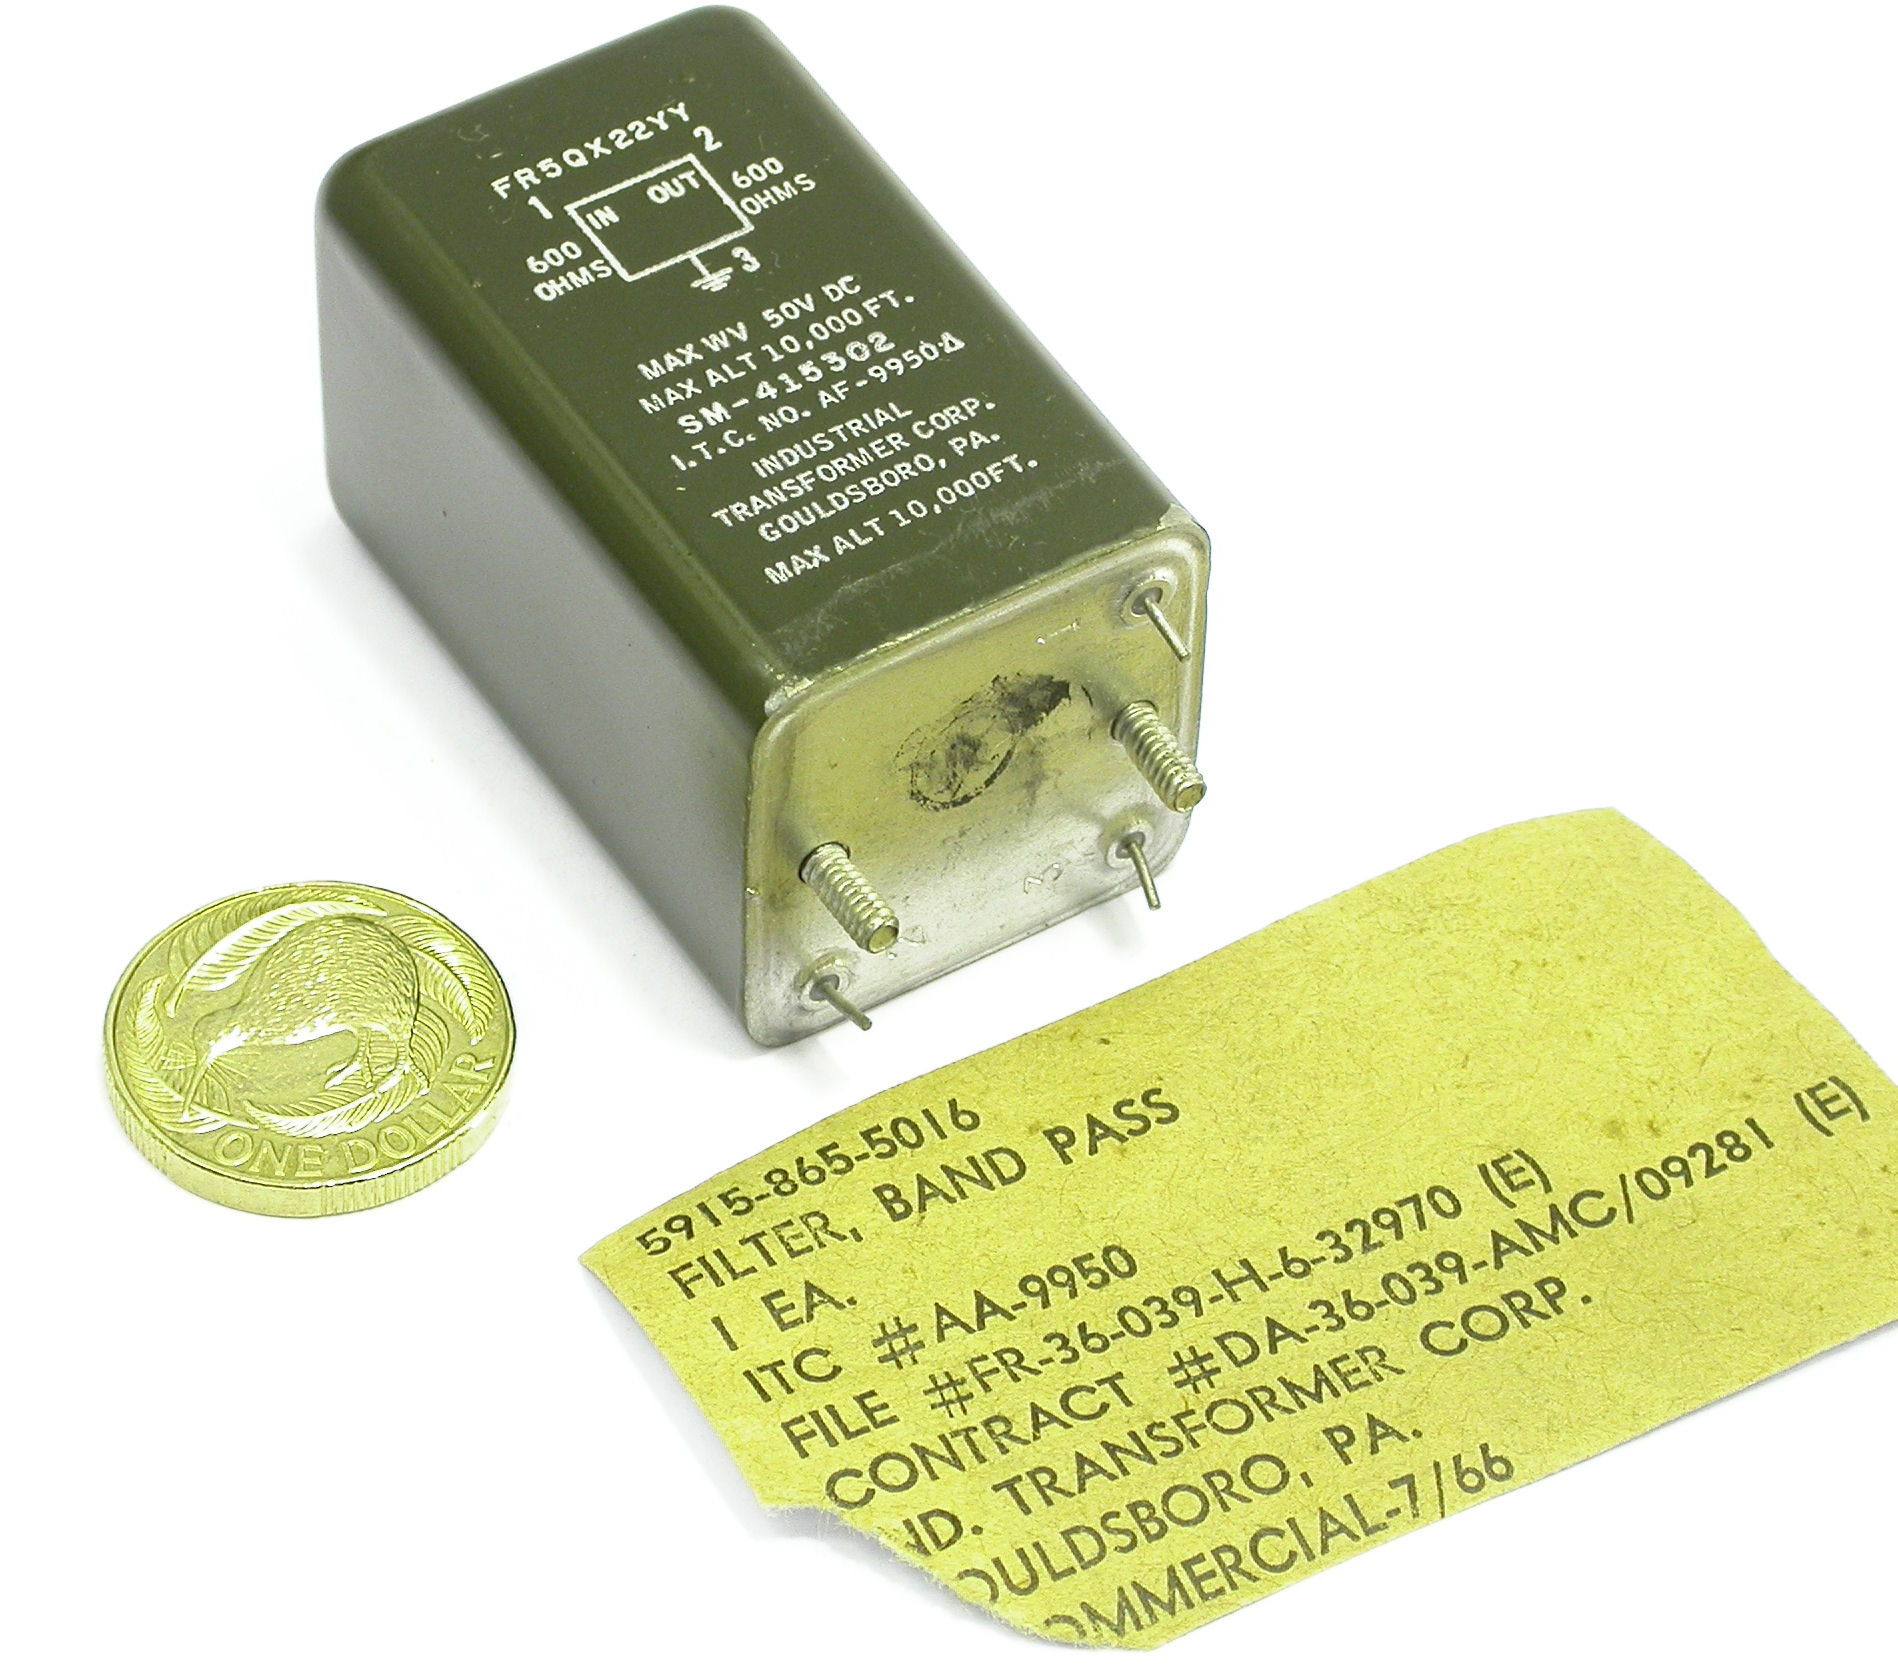 FR5QX22YY
1 2
IN OUT
600 OHMS
600 OHMS
3
MAX WV 50V DC
MAX ALT 10,000 FT.
SM-415302
I.T.C. NO. AF-9950·Δ
INDUSTRIAL
TRANSFORMER CORP.
GOULDSBORO, PA.
MAX ALT 10,000FT.
ONE DOLLAR
5915-865-5016
FILTER, BAND PASS
1 EA.
ITC #AA-9950
FILE #FR-36-039-H-6-32970 (E)
CONTRACT #DA-36-039-AMC/09281 (E)
ND. TRANSFORMER CORP.
OULDSBORO, PA.
OMMERCIAL-7/66